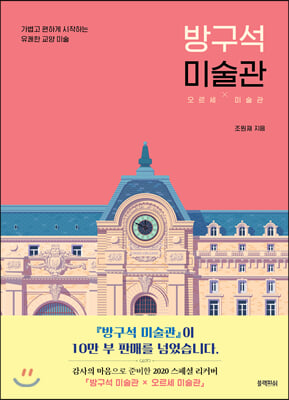 가볍고 편하게 시작하는
유쾌한 교양 미술
방구석
미술관
×
오르세 미술관
조원재 지음
『방구석 미술관』이
10만 부 판매를 넘었습니다.
감사의 마음으로 준비한 2020 스페셜 리커버
「방구석 미술관 × 오르세 미술관」
블랙피쉬